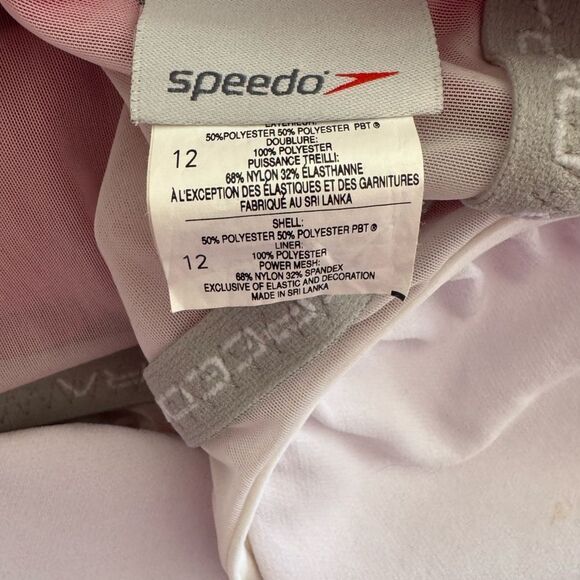 speedo
EXTÉRIEUR:
50%POLYESTER 50% POLYESTER PBT®
DOUBLURE:
12
100% POLYESTER
PUISSANCE TREILLI:
68% NYLON 32% ÉLASTHANNE
À L'EXCEPTION DES ÉLASTIQUES ET DES GARNITURES
FABRIQUÉ AU SRI LANKA
SHELL:
50% POLYESTER 50% POLYESTER PBT®
LINER:
12
100% POLYESTER
POWER MESH:
68% NYLON 32% SPANDEX
EXCLUSIVE OF ELASTIC AND DECORATION
MADE IN SRI LANKA